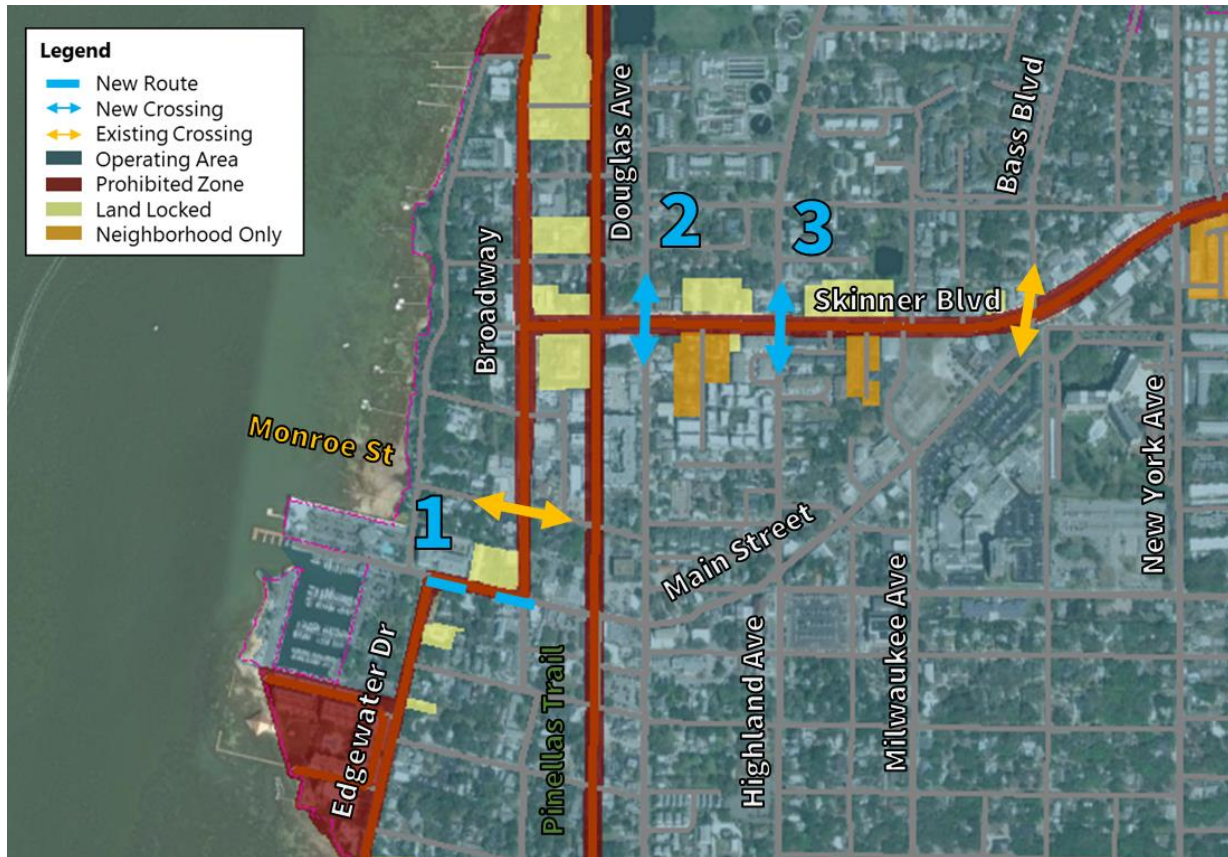 Legend
New Route
New Crossing
Existing Crossing
Operating Area
Prohibited Zone
Land Locked
Neighborhood Only
Broadway
Douglas Ave
2
3
Bass Blvd
Skinner Blvd
Monroe St
1
Main Street
New York Ave
Edgewater Dr
Pinellas Trail
Highland Ave
Milwaukee Ave